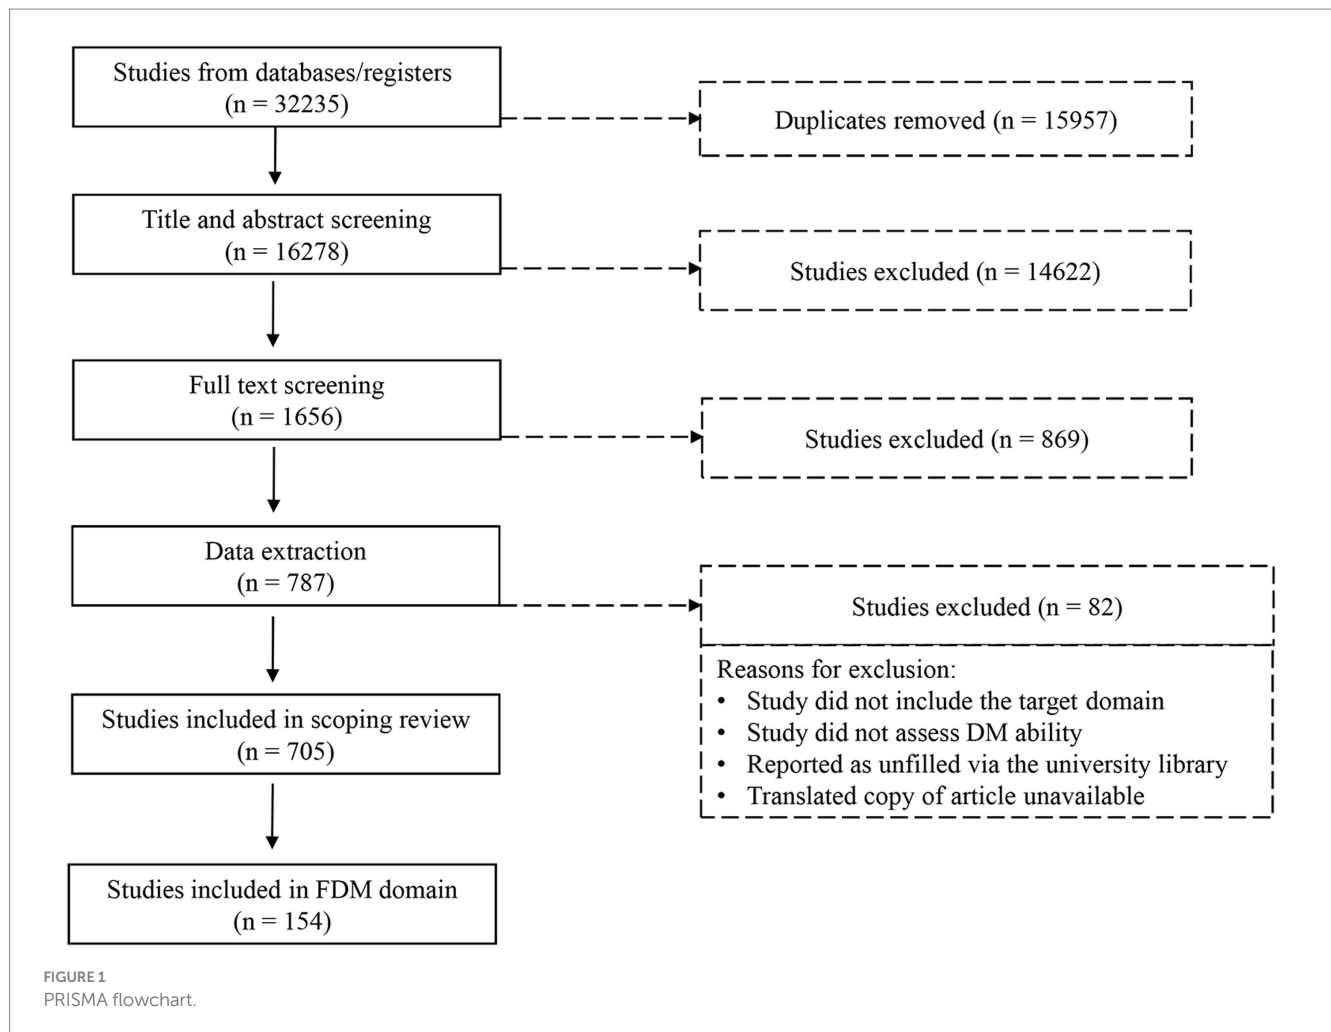 Studies from databases/registers
(n = 32235)
Duplicates removed (n = 15957)
Title and abstract screening
(n = 16278)
Studies excluded (n = 14622)
Full text screening
(n = 1656)
Studies excluded (n = 869)
Data extraction
(n = 787)
Studies excluded (n = 82)
Reasons for exclusion:
• Study did not include the target domain
• Study did not assess DM ability
• Reported as unfilled via the university library
• Translated copy of article unavailable
Studies included in scoping review
(n = 705)
Studies included in FDM domain
(n = 154)
FIGURE 1
PRISMA flowchart.